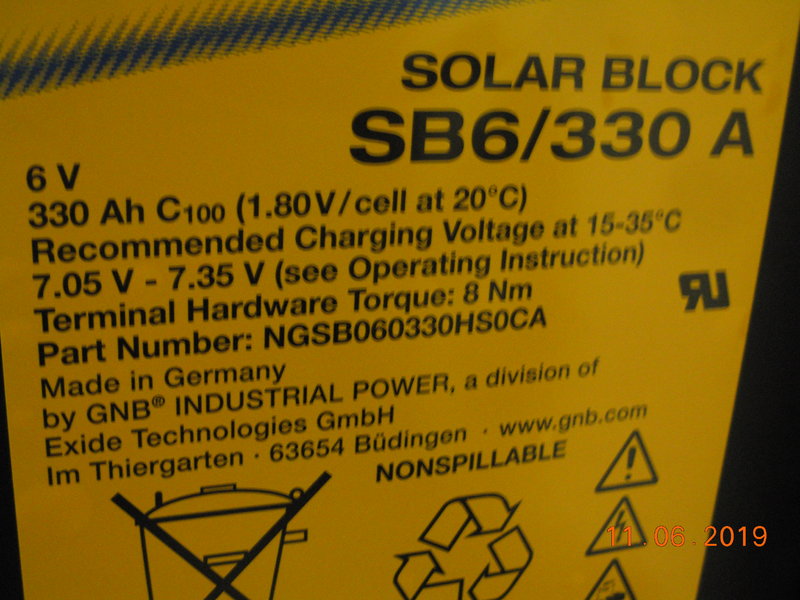 SOLAR BLOCK
SB6/330 A
6 V
330 Ah C100 (1.80V/cell at 20°C)
Recommended Charging Voltage at 15-35°C
7.05 V - 7.35 V (see Operating Instruction)
Terminal Hardware Torque: 8 Nm
Part Number: NGSB060330HS0CA
Made in Germany
by GNB® INDUSTRIAL POWER, a division of
Exide Technologies GmbH
Im Thiergarten · 63654 Büdingen · www.gnb.com
NONSPILLABLE
11.06.2019